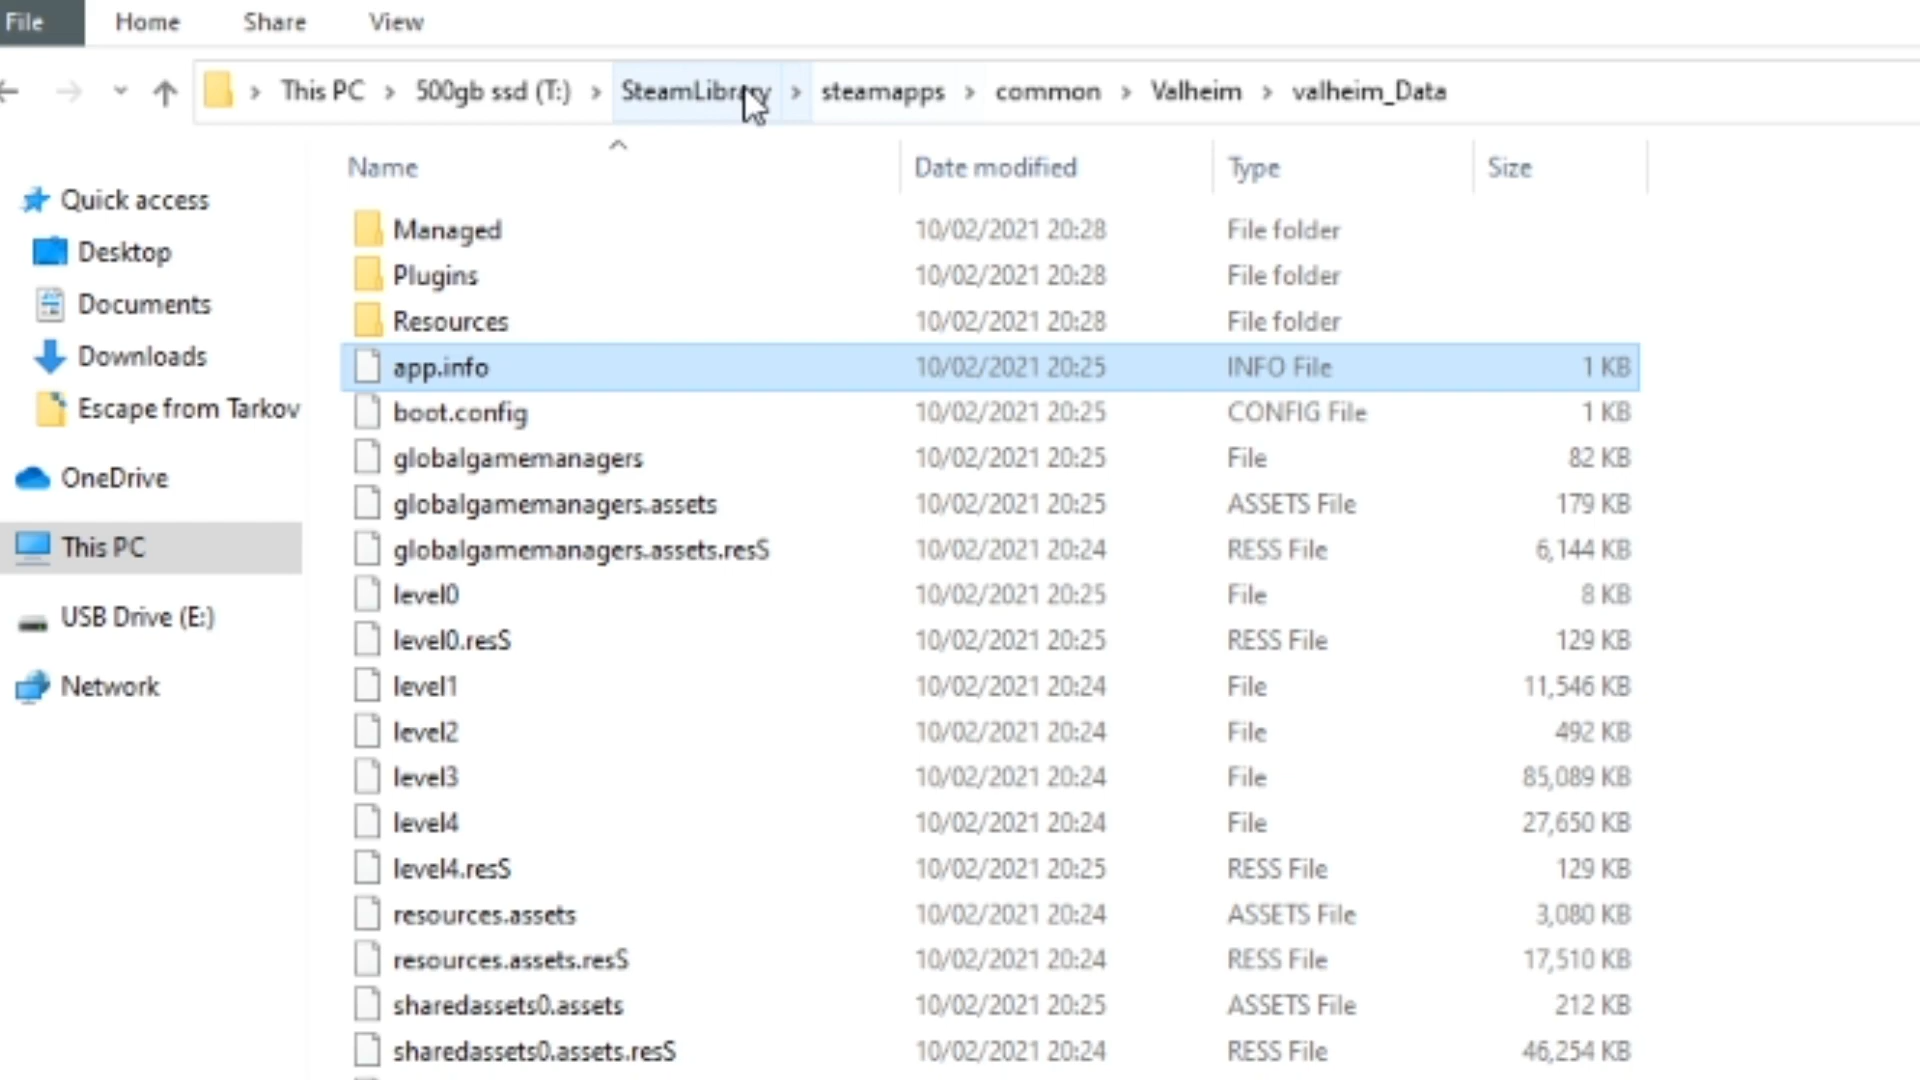 File Home Share View
This PC > 500gb ssd (T:) > SteamLibrary > steamapps > common > Valheim > valheim_Data
Quick access
Desktop
Documents
Downloads
Escape from Tarkov
OneDrive
This PC
USB Drive (E:)
Network
Name Date modified Type Size
Managed 10/02/2021 20:28 File folder
Plugins 10/02/2021 20:28 File folder
Resources 10/02/2021 20:28 File folder
app.info 10/02/2021 20:25 INFO File 1 KB
boot.config 10/02/2021 20:25 CONFIG File 1 KB
globalgamemanagers 10/02/2021 20:25 File 82 KB
globalgamemanagers.assets 10/02/2021 20:25 ASSETS File 179 KB
globalgamemanagers.assets.resS 10/02/2021 20:24 RESS File 6,144 KB
level0 10/02/2021 20:25 File 8 KB
level0.resS 10/02/2021 20:25 RESS File 129 KB
level1 10/02/2021 20:24 File 11,546 KB
level2 10/02/2021 20:24 File 492 KB
level3 10/02/2021 20:24 File 85,089 KB
level4 10/02/2021 20:24 File 27,650 KB
level4.resS 10/02/2021 20:25 RESS File 129 KB
resources.assets 10/02/2021 20:24 ASSETS File 3,080 KB
resources.assets.resS 10/02/2021 20:24 RESS File 17,510 KB
sharedassets0.assets 10/02/2021 20:25 ASSETS File 212 KB
sharedassets0.assets.resS 10/02/2021 20:24 RESS File 46,254 KB